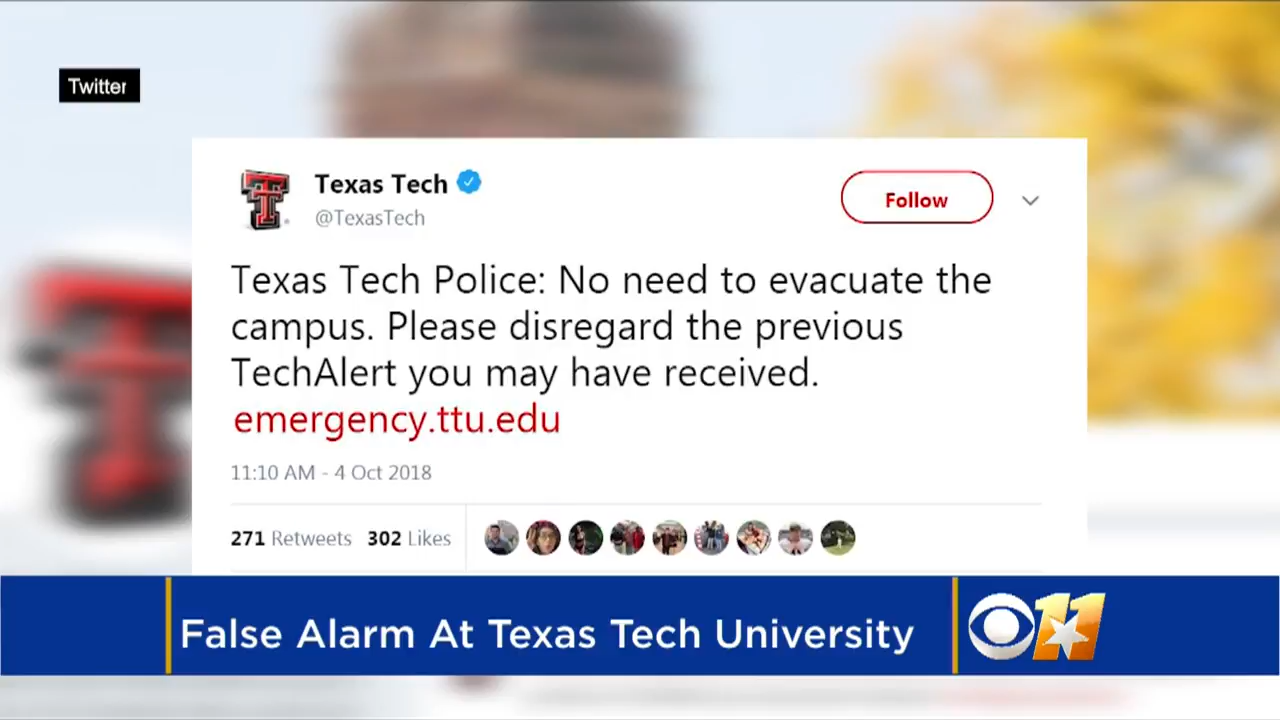 Twitter
Texas Tech
@TexasTech
Follow
Texas Tech Police: No need to evacuate the
campus. Please disregard the previous
TechAlert you may have received.
emergency.ttu.edu
11:10 AM - 4 Oct 2018
271 Retweets 302 Likes
False Alarm At Texas Tech University
11